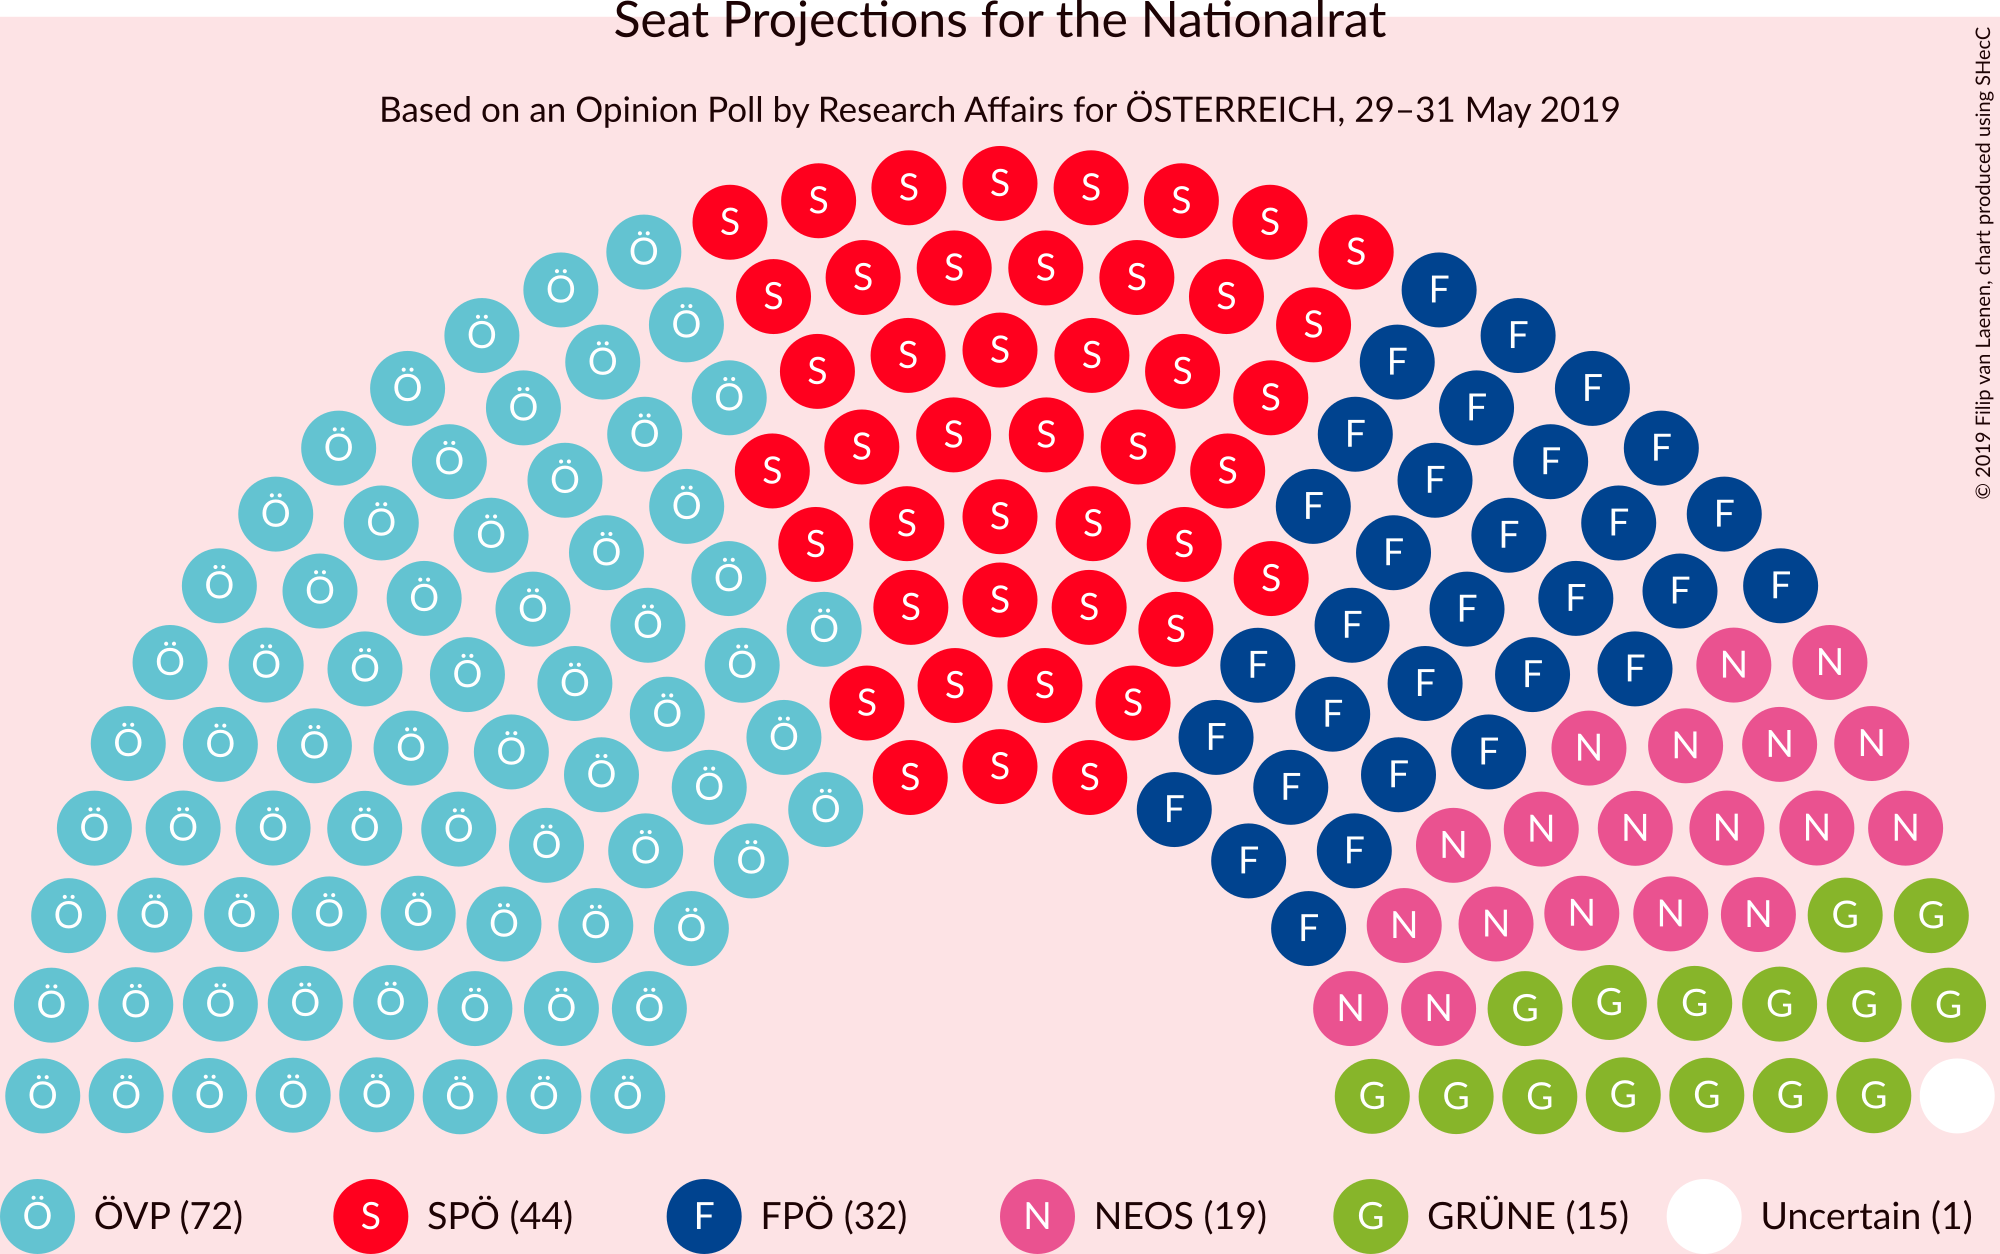 Seat Projections for the Nationalrat
Based on an Opinion Poll by Research Affairs for ÖSTERREICH, 29–31 May 2019
© 2019 Filip van Laenen, chart produced using SHecC
S S S S S S S S
Ö S S S S S S S F
Ö Ö S S S S S S F F
Ö Ö Ö S S S S S S F F F
Ö Ö Ö Ö S S S S S S F F F F
Ö Ö Ö Ö Ö S S S S F F F F F
Ö Ö Ö Ö Ö Ö S S S S F F F F F F
Ö Ö Ö Ö Ö Ö Ö S S S F F F F F N N
Ö Ö Ö Ö Ö Ö Ö Ö F F F F N N N N
Ö Ö Ö Ö Ö Ö Ö Ö F F N N N N N N
Ö Ö Ö Ö Ö Ö Ö Ö F N N N N N G G
Ö Ö Ö Ö Ö Ö Ö Ö N N G G G G G G
Ö Ö Ö Ö Ö Ö Ö Ö G G G G G G G
Ö ÖVP (72) S SPÖ (44) F FPÖ (32) N NEOS (19) G GRÜNE (15) Uncertain (1)